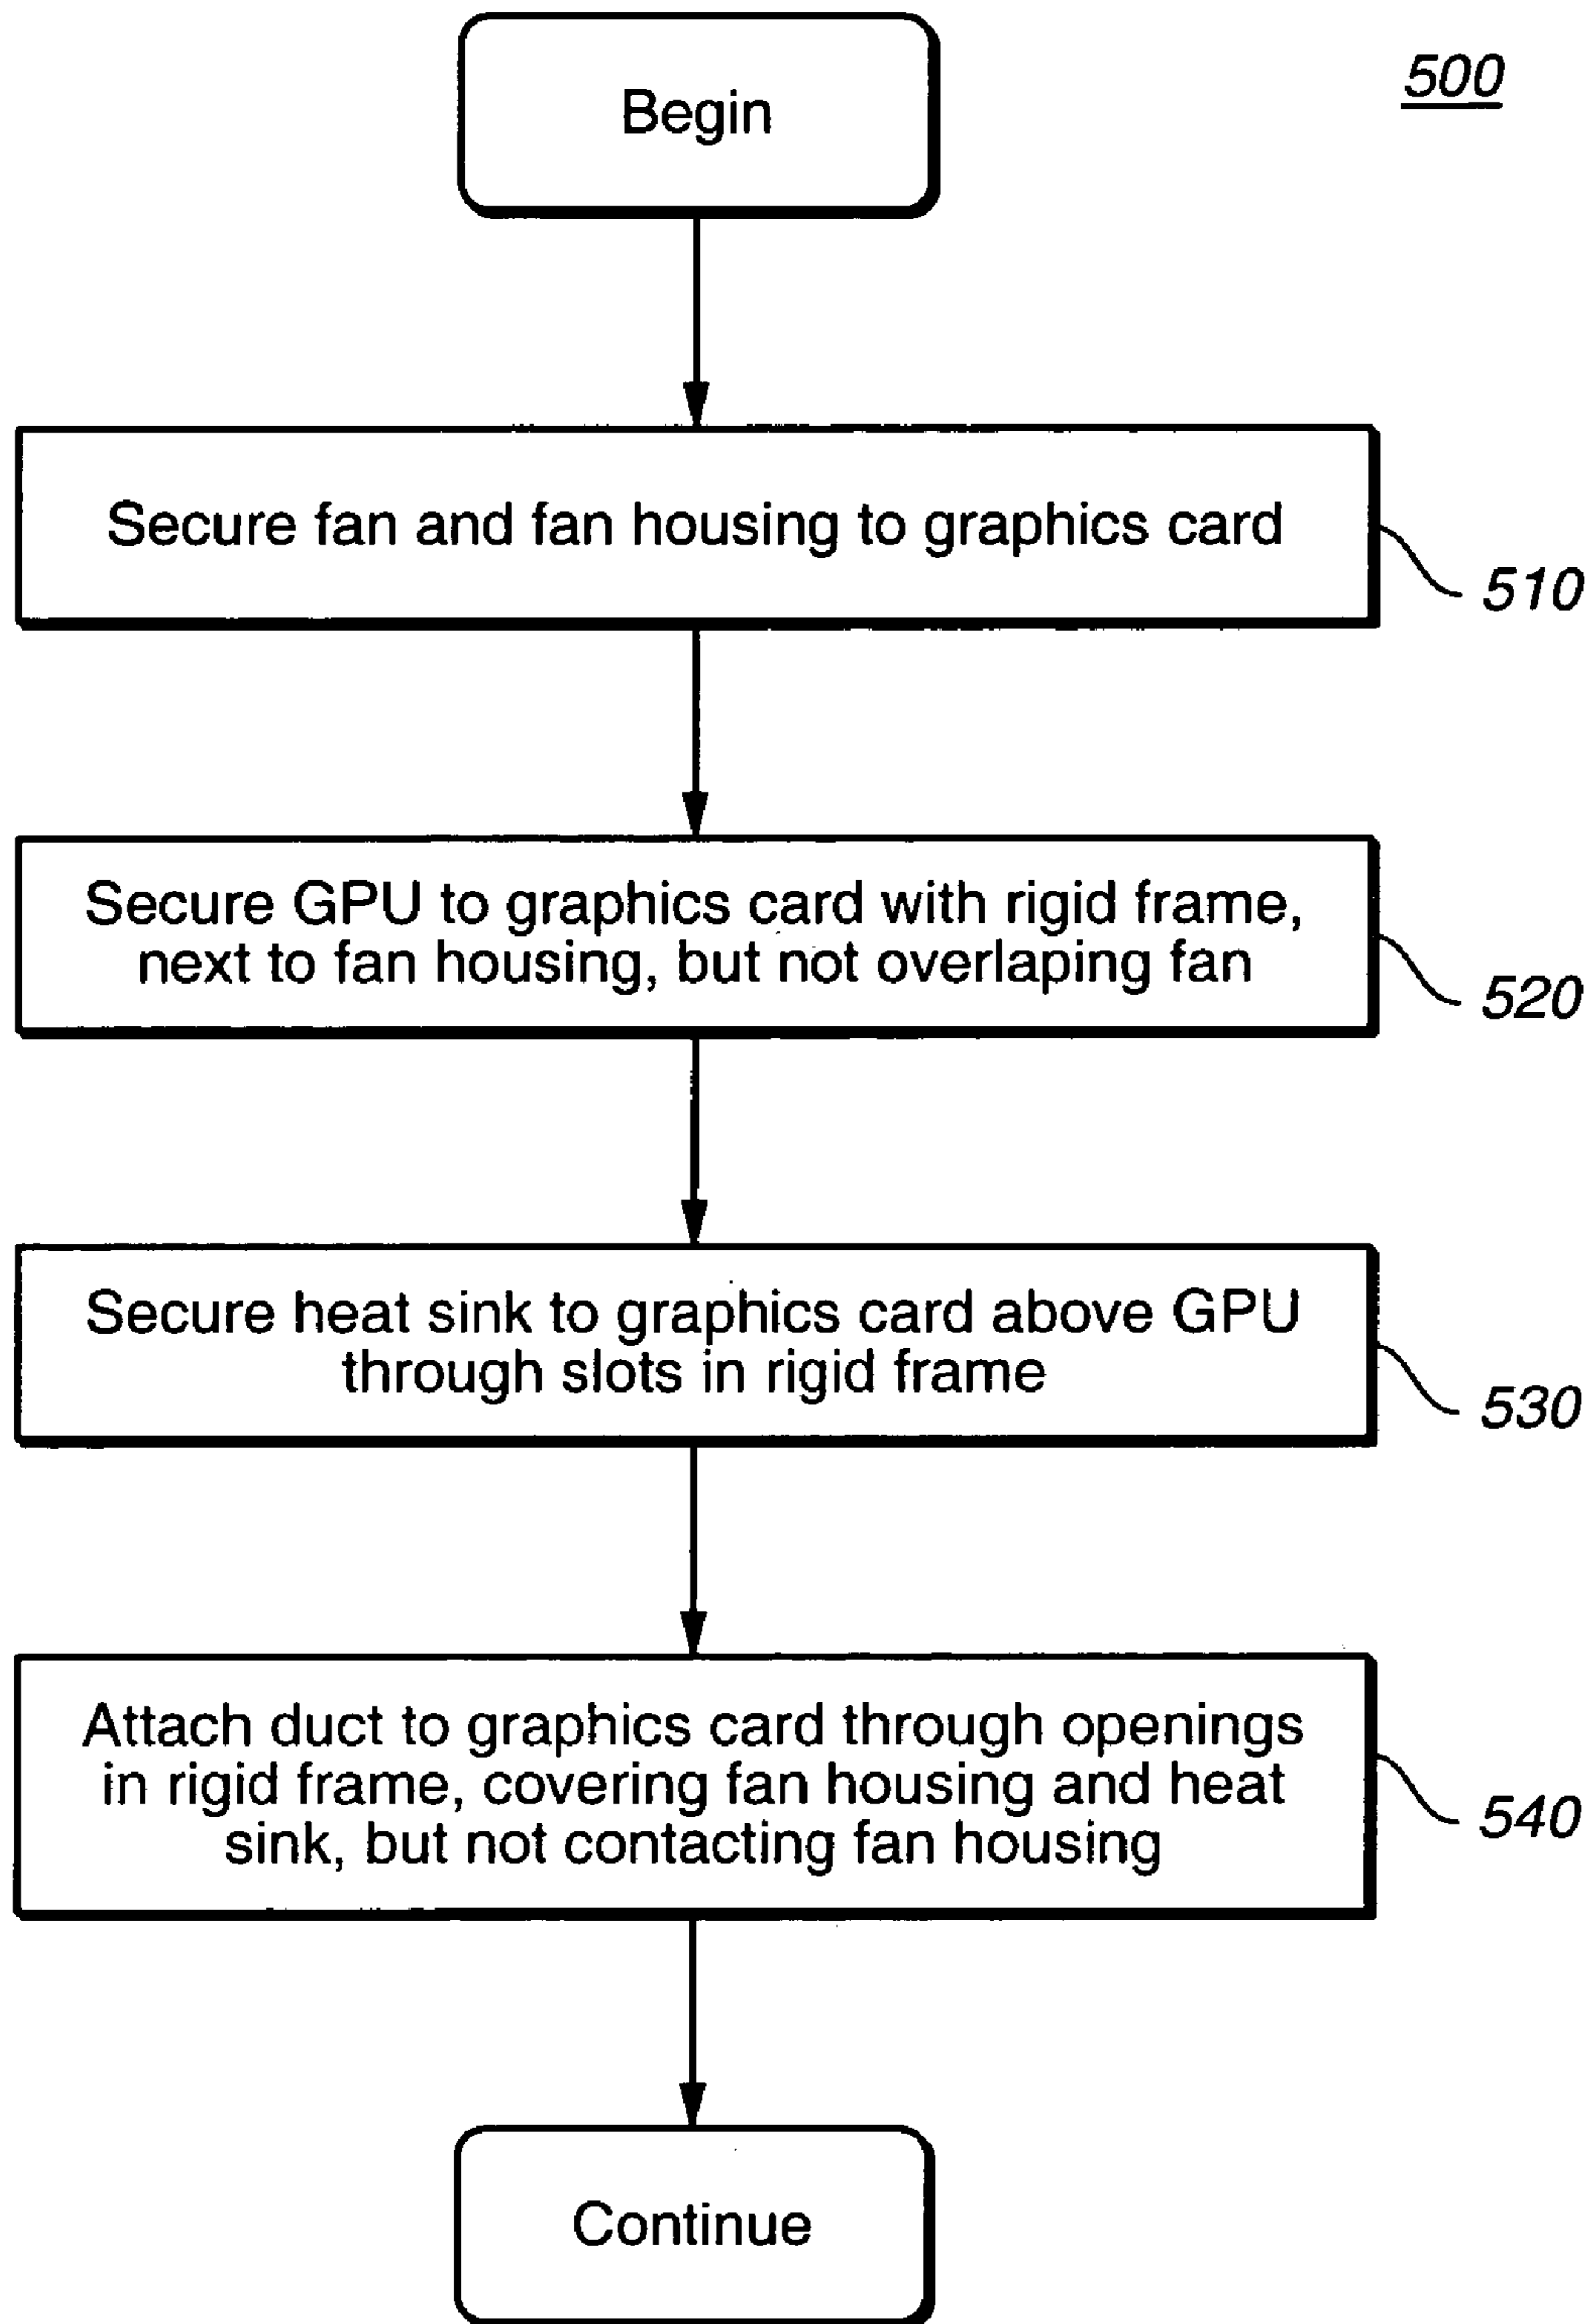 Begin
500
Secure fan and fan housing to graphics card
510
Secure GPU to graphics card with rigid frame,
next to fan housing, but not overlaping fan
520
Secure heat sink to graphics card above GPU
through slots in rigid frame
530
Attach duct to graphics card through openings
in rigid frame, covering fan housing and heat
sink, but not contacting fan housing
540
Continue